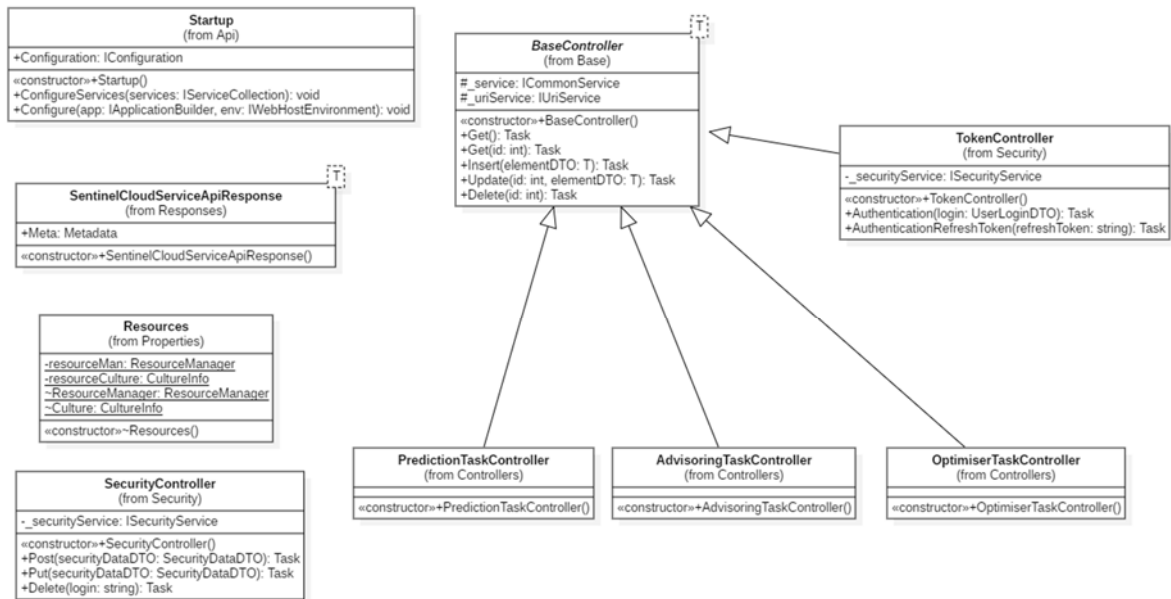 Startup
(from Api)
+Configuration: IConfiguration
«constructor»+Startup()
+ConfigureServices(services: IServiceCollection): void
+Configure(app: IApplicationBuilder, env: IWebHostEnvironment): void
T
BaseController
(from Base)
#_service: ICommonService
#_uriService: IUriService
«constructor»+BaseController()
+Get(): Task
+Get(id: int): Task
+Insert(elementDTO: T): Task
+Update(id: int, elementDTO: T): Task
+Delete(id: int): Task
TokenController
(from Security)
-_securityService: ISecurityService
«constructor»+TokenController()
+Authentication(login: UserLoginDTO): Task
+AuthenticationRefreshToken(refreshToken: string): Task
T
SentinelCloudServiceApiResponse
(from Responses)
+Meta: Metadata
«constructor»+SentinelCloudServiceApiResponse()
Resources
(from Properties)
-resourceMan: ResourceManager
-resourceCulture: CultureInfo
~ResourceManager: ResourceManager
~Culture: CultureInfo
«constructor»~Resources()
SecurityController
(from Security)
-_securityService: ISecurityService
«constructor»+SecurityController()
+Post(securityDataDTO: SecurityDataDTO): Task
+Put(securityDataDTO: SecurityDataDTO): Task
+Delete(login: string): Task
PredictionTaskController
(from Controllers)
«constructor»+PredictionTaskController()
AdvisoringTaskController
(from Controllers)
«constructor»+AdvisoringTaskController()
OptimiserTaskController
(from Controllers)
«constructor»+OptimiserTaskController()